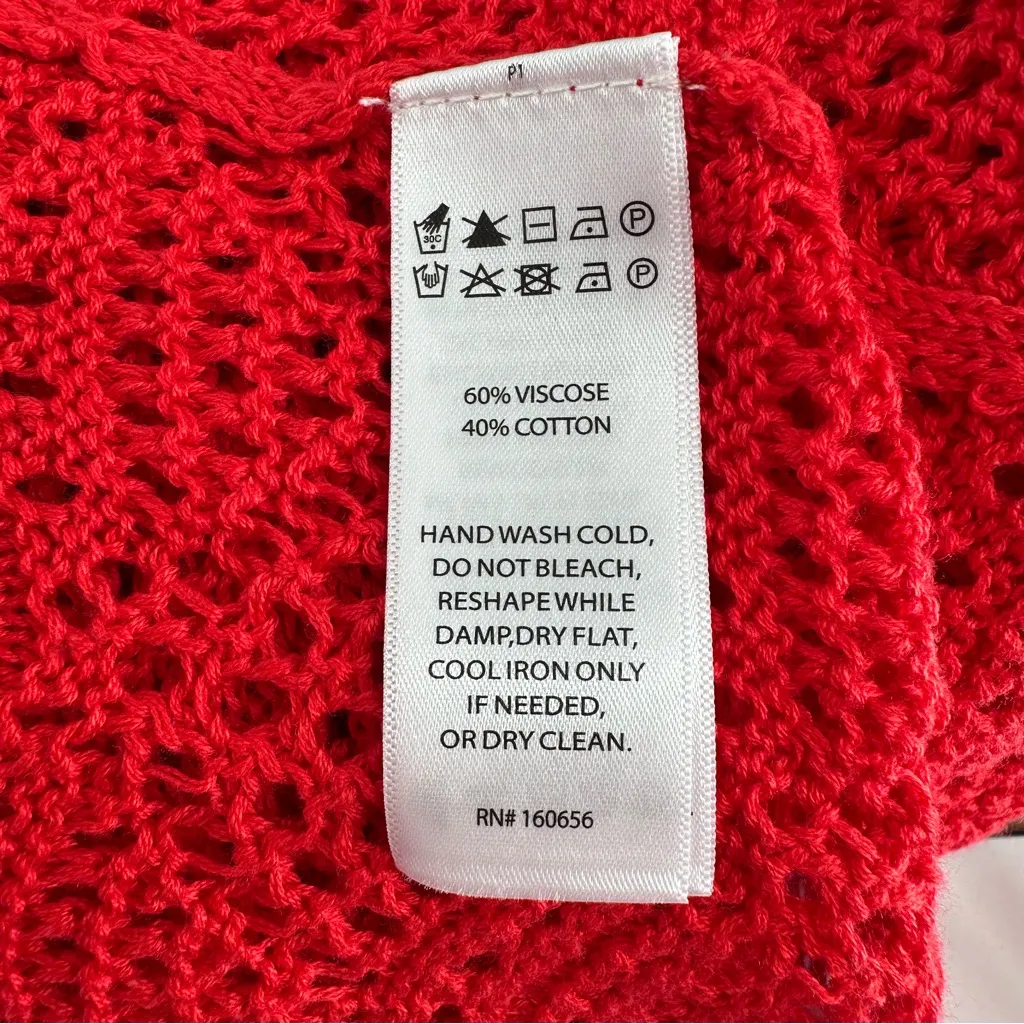 P1
30C
P
P
60% VISCOSE
40% COTTON
HAND WASH COLD,
DO NOT BLEACH,
RESHAPE WHILE
DAMP,DRY FLAT,
COOL IRON ONLY
IF NEEDED,
OR DRY CLEAN.
RN# 160656